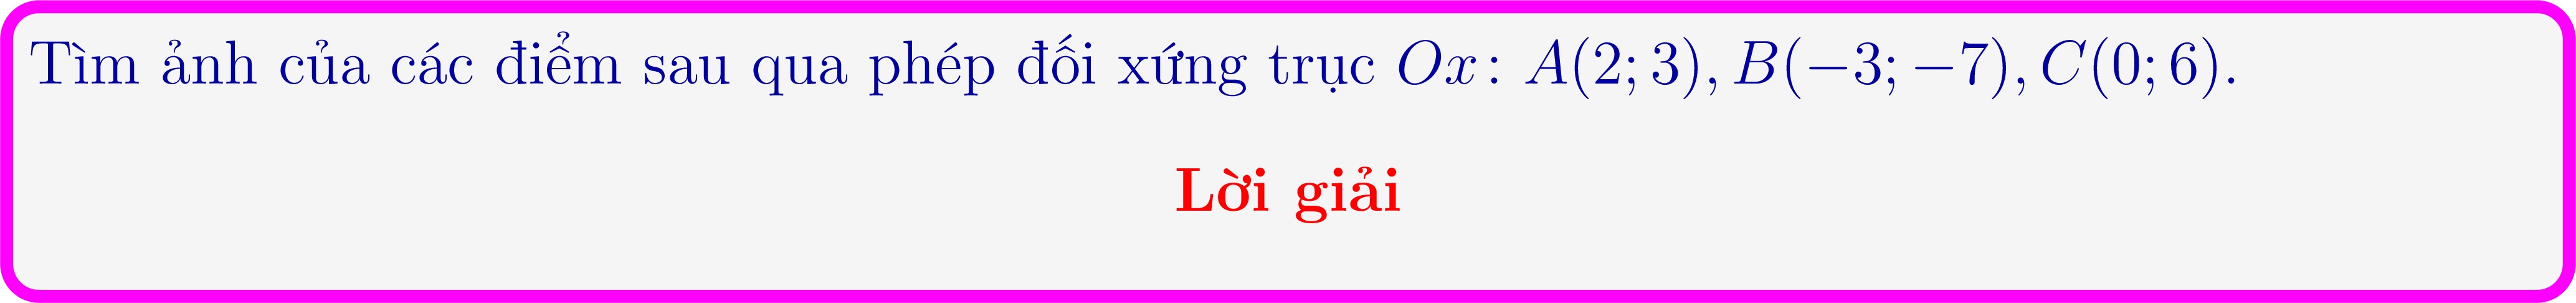 Tìm ảnh của các điểm sau qua phép đối xứng trục Ox: A(2; 3), B(−3; −7), C(0; 6).
Lời giải